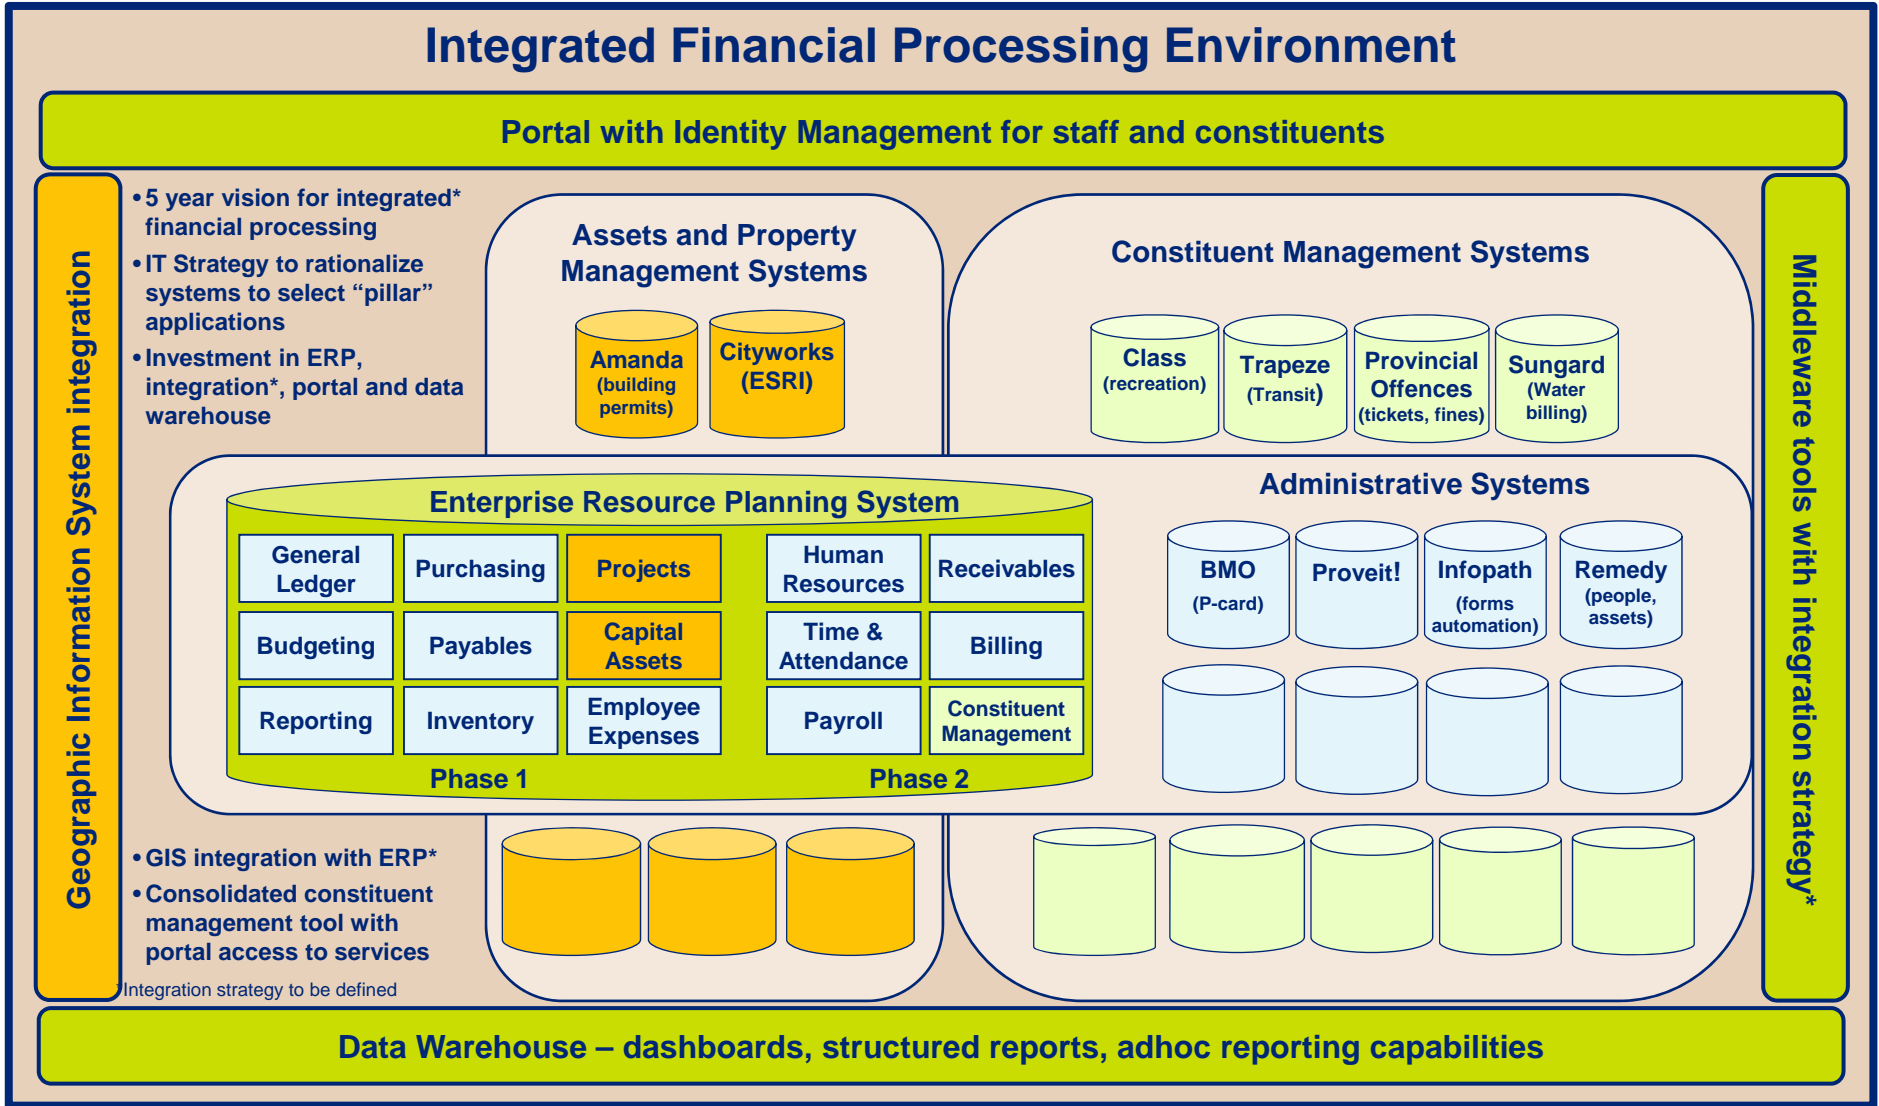 Integrated Financial Processing Environment
Portal with Identity Management for staff and constituents
Geographic Information System integration
• 5 year vision for integrated*
financial processing
• IT Strategy to rationalize
systems to select “pillar”
applications
• Investment in ERP,
integration*, portal and data
warehouse
Assets and Property
Management Systems
Amanda
(building
permits)
Cityworks
(ESRI)
Constituent Management Systems
Class
(recreation)
Trapeze
(Transit)
Provincial
Offences
(tickets, fines)
Sungard
(Water
billing)
Middleware tools with integration strategy*
Enterprise Resource Planning System
General
Ledger
Purchasing
Projects
Human
Resources
Receivables
Budgeting
Payables
Capital
Assets
Time &
Attendance
Billing
Reporting
Inventory
Employee
Expenses
Payroll
Constituent
Management
Phase 1
Phase 2
Administrative Systems
BMO
(P-card)
Proveit!
Infopath
(forms
automation)
Remedy
(people,
assets)
• GIS integration with ERP*
• Consolidated constituent
management tool with
portal access to services
*Integration strategy to be defined
Data Warehouse – dashboards, structured reports, adhoc reporting capabilities